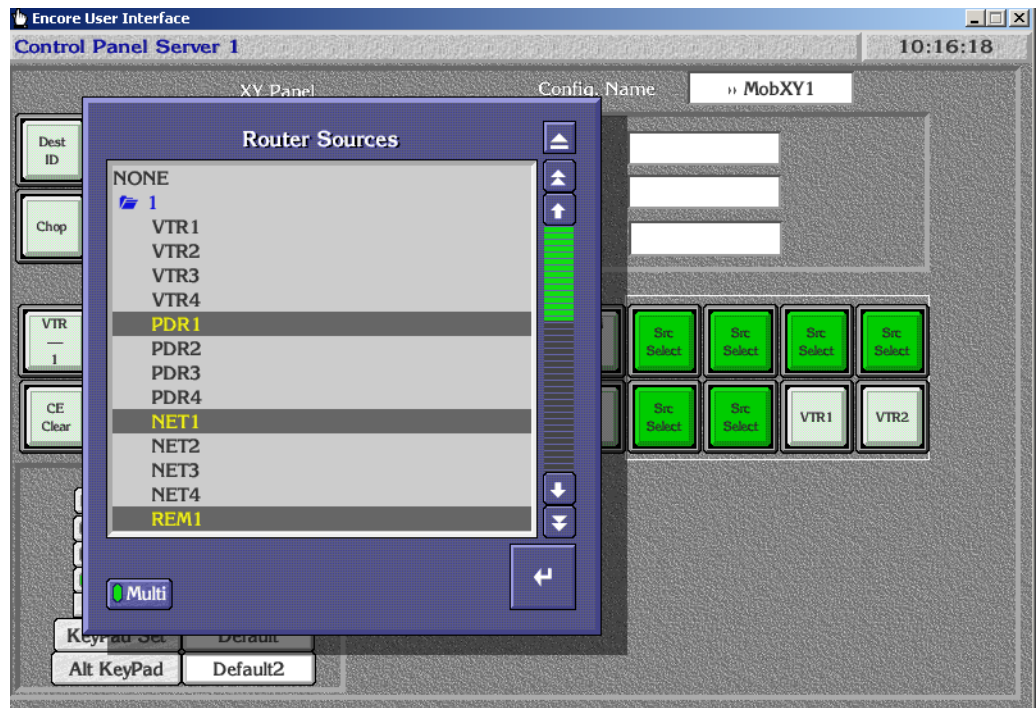 Encore User Interface
Control Panel Server 1
10:16:18
XY Panel
Config. Name
MobXY1
Dest
ID
Chop
Router Sources
NONE
1
VTR1
VTR2
VTR3
VTR4
PDR1
PDR2
PDR3
PDR4
NET1
NET2
NET3
NET4
REM1
Multi
VTR
—
1
Src
Select
Src
Select
Src
Select
Src
Select
CE
Clear
Src
Select
Src
Select
VTR1
VTR2
KeyPad Set
Default
Alt KeyPad
Default2